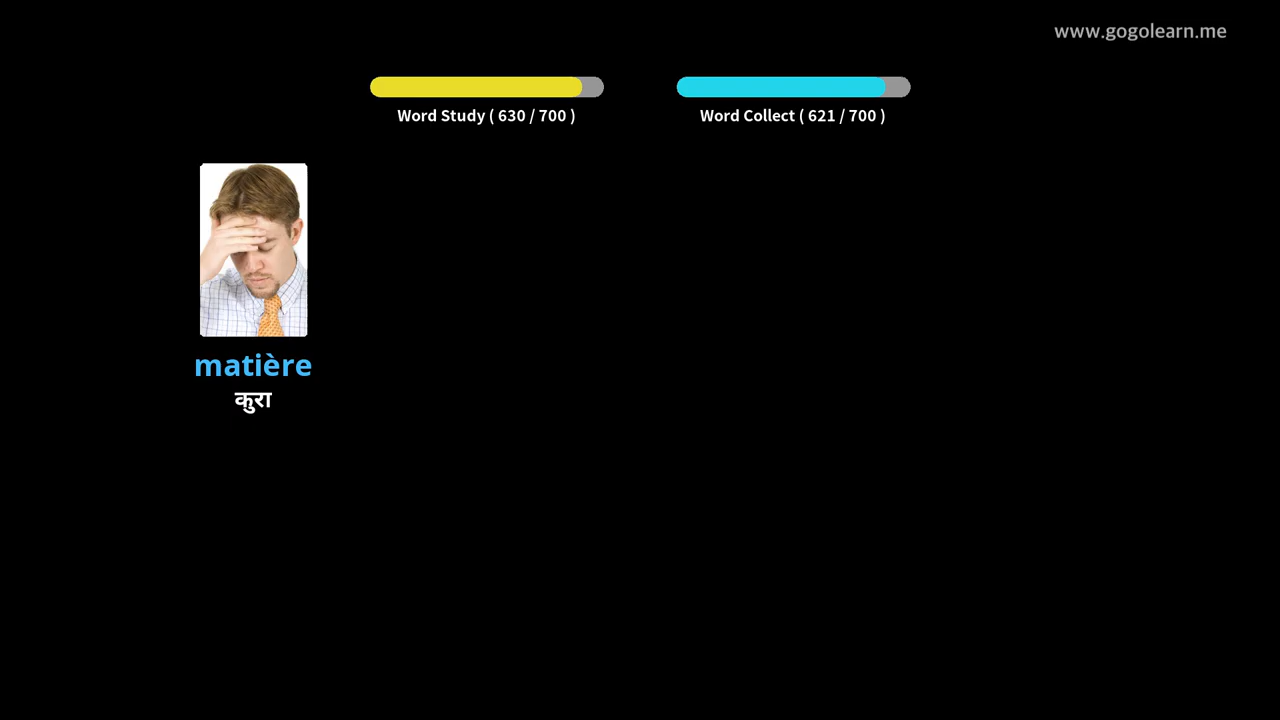 www.gogolearn.me
Word Study ( 630 / 700 )
Word Collect ( 621 / 700 )
matière
कुरा